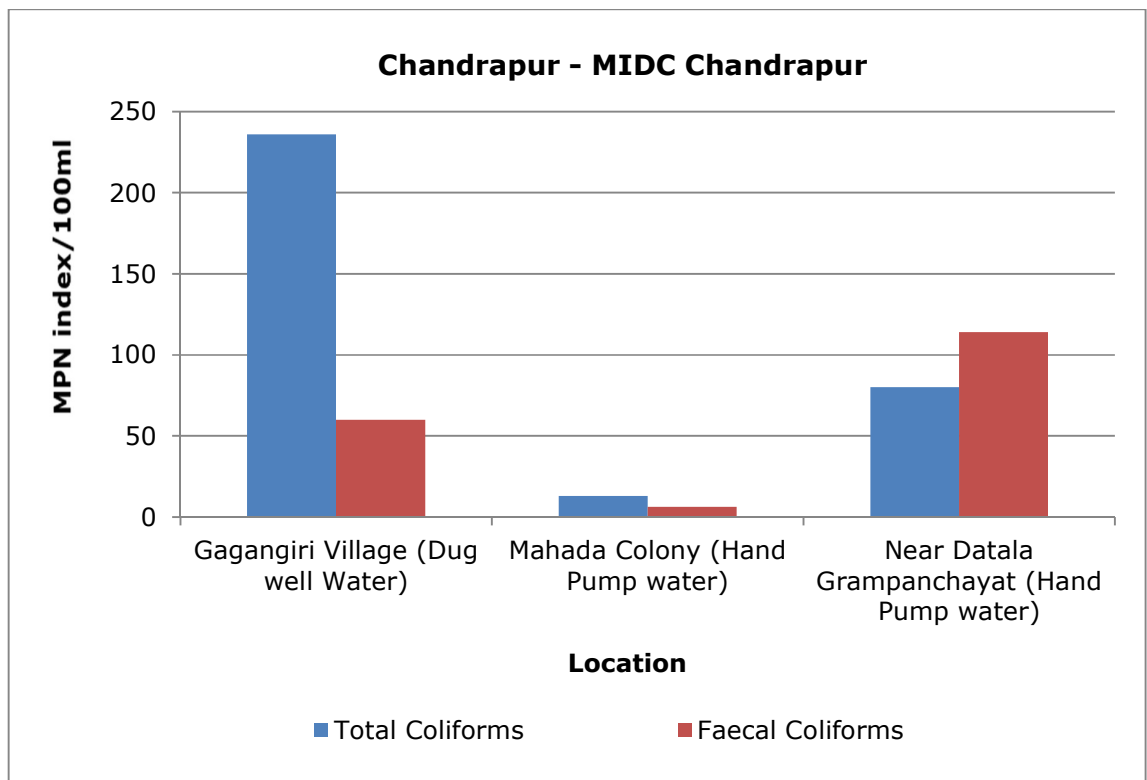 Chandrapur - MIDC Chandrapur
MPN index/100ml
250
200
150
100
50
0
Gagangiri Village (Dug
well Water)
Mahada Colony (Hand
Pump water)
Near Datala
Grampanchayat (Hand
Pump water)
Location
Total Coliforms
Faecal Coliforms